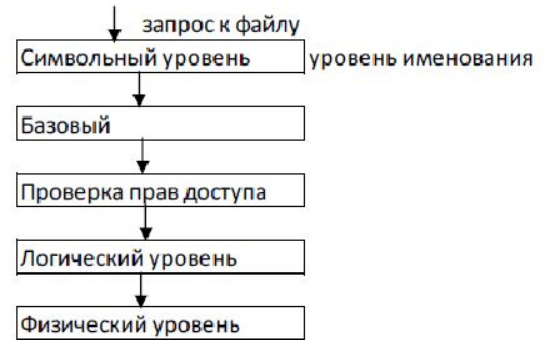 запрос к файлу
Символьный уровень уровень именования
Базовый
Проверка прав доступа
Логический уровень
Физический уровень